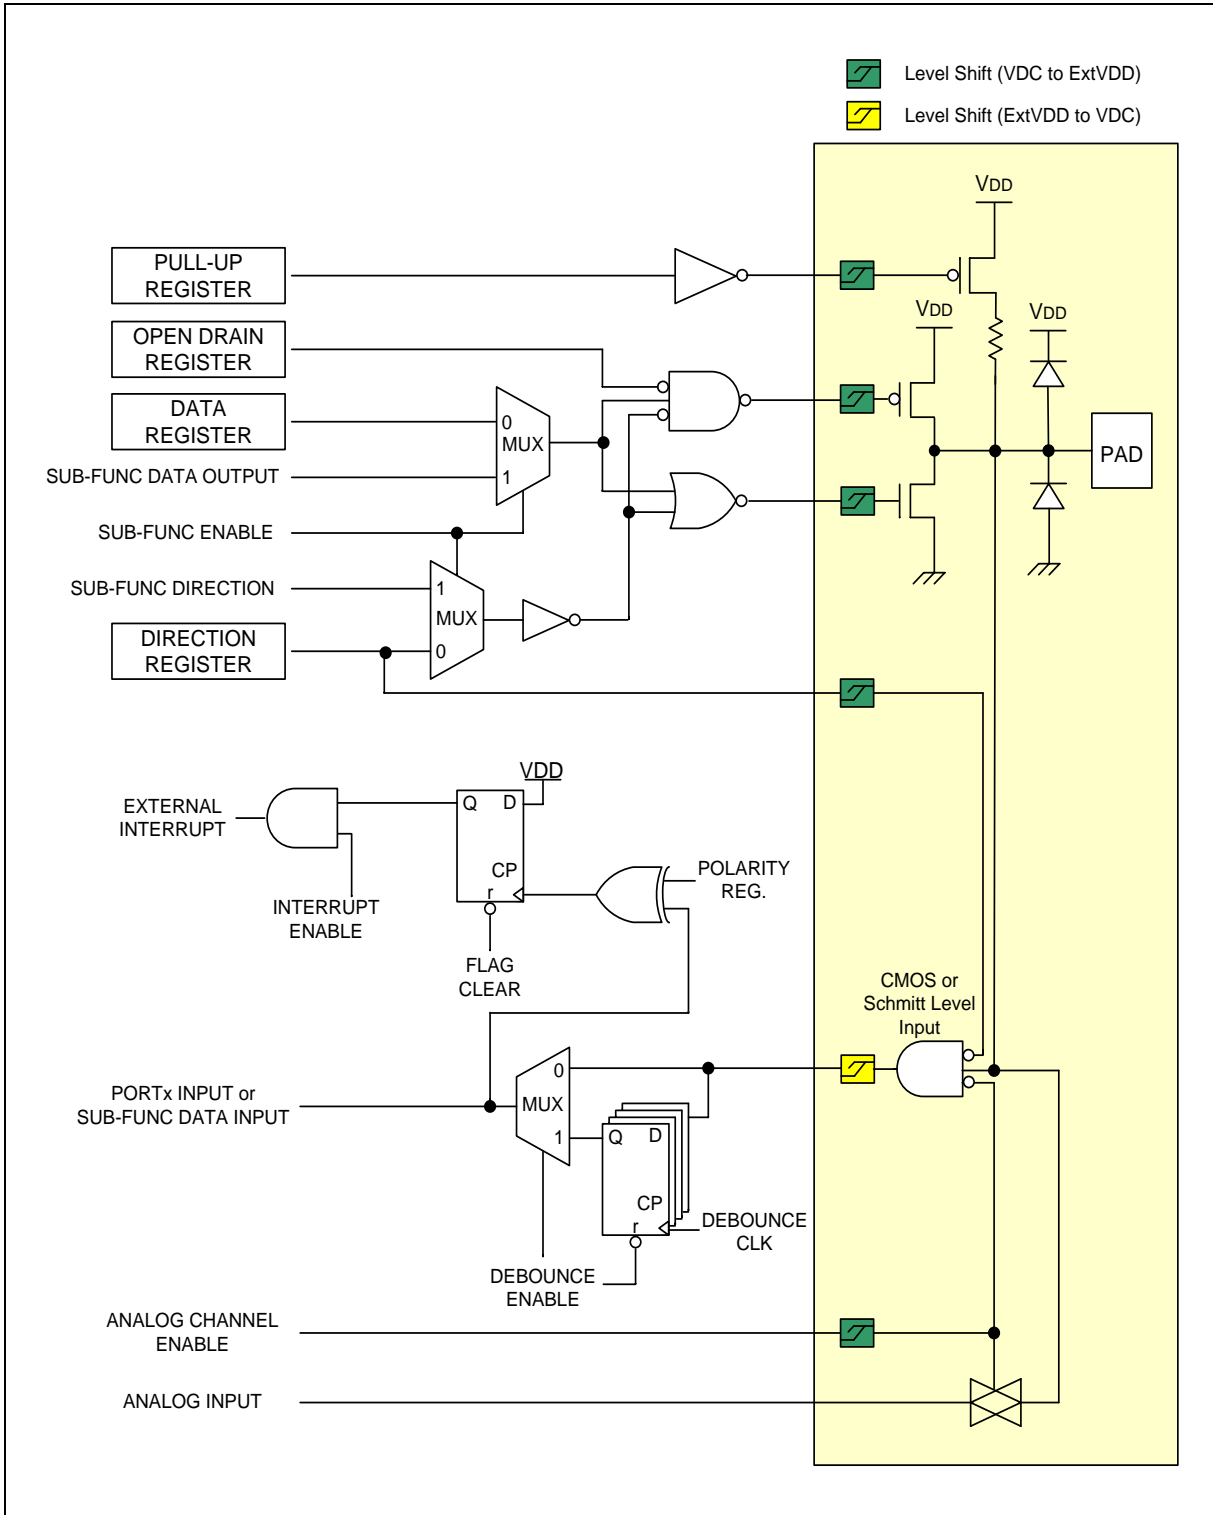 Level Shift (VDC to ExtVDD)
Level Shift (ExtVDD to VDC)
VDD
PULL-UP
REGISTER
VDD
VDD
OPEN DRAIN
REGISTER
DATA
REGISTER
0
MUX
1
PAD
SUB-FUNC DATA OUTPUT
SUB-FUNC ENABLE
SUB-FUNC DIRECTION
1
MUX
0
DIRECTION
REGISTER
VDD
Q D
CP
r
EXTERNAL
INTERRUPT
POLARITY
REG.
INTERRUPT
ENABLE
FLAG
CLEAR
CMOS or
Schmitt Level
Input
PORTx INPUT or
SUB-FUNC DATA INPUT
0
MUX
1
Q D
CP
r
DEBOUNCE
CLK
DEBOUNCE
ENABLE
ANALOG CHANNEL
ENABLE
ANALOG INPUT